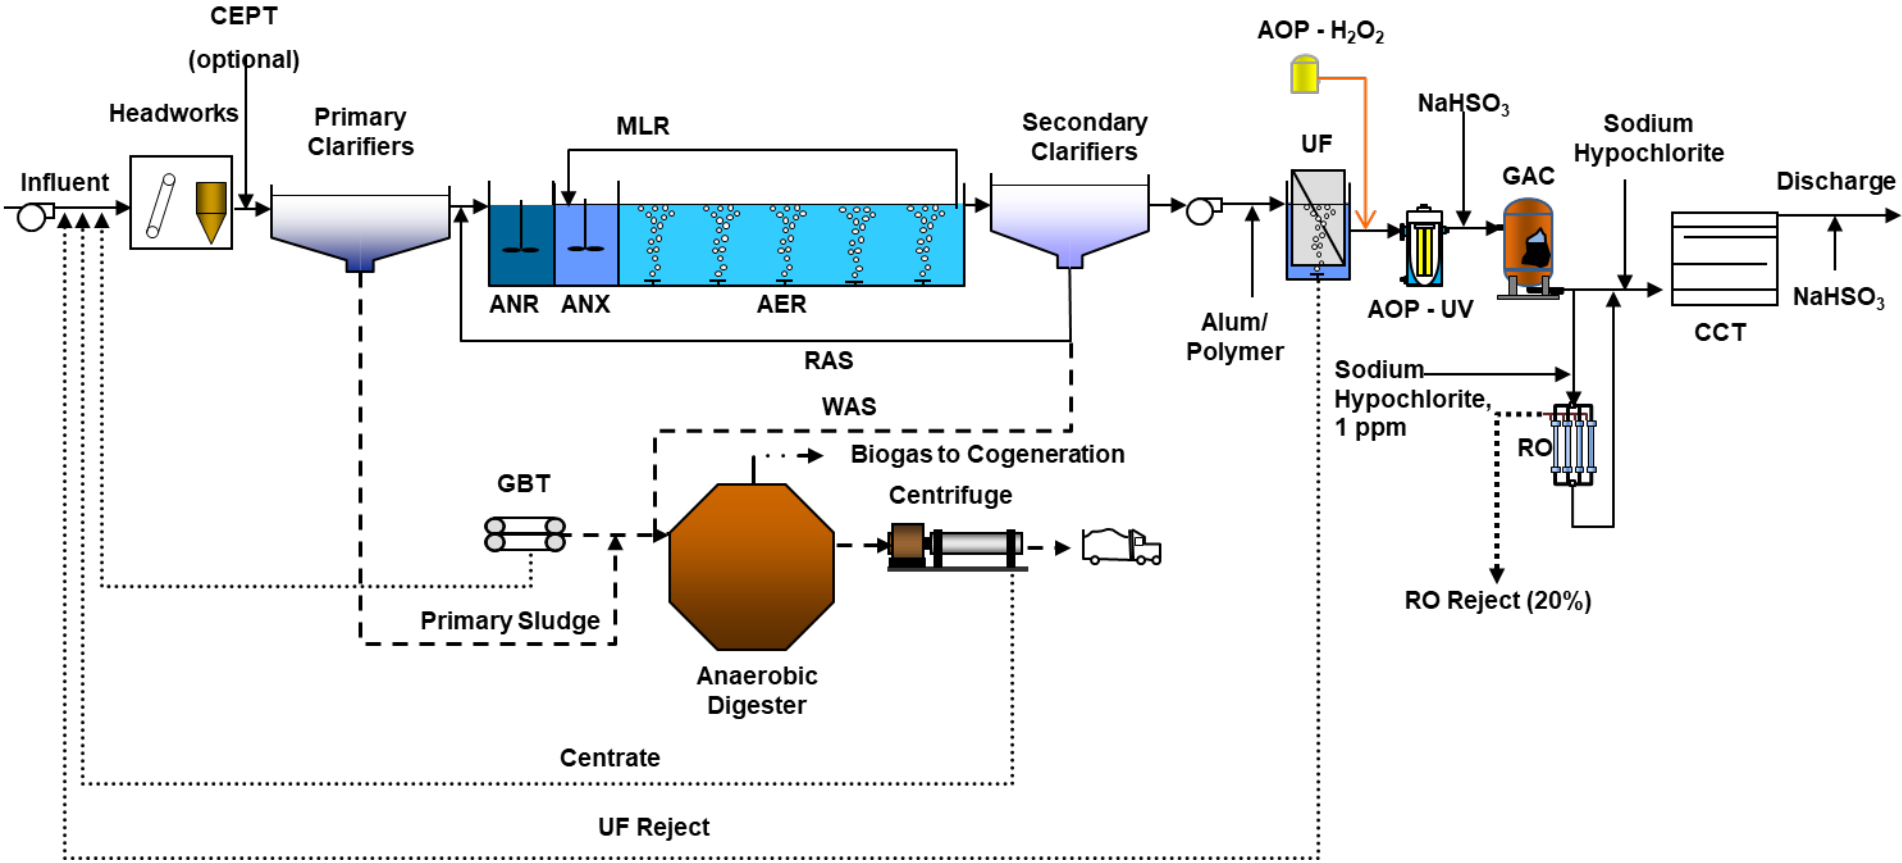 CEPT
(optional)
Headworks
Influent
Primary
Clarifiers
MLR
ANR
ANX
AER
RAS
WAS
Secondary
Clarifiers
Alum/
Polymer
AOP - H₂O₂
UF
AOP - UV
NaHSO₃
GAC
Sodium
Hypochlorite
Discharge
NaHSO₃
CCT
Sodium
Hypochlorite,
1 ppm
RO
RO Reject (20%)
Biogas to Cogeneration
GBT
Centrifuge
Primary Sludge
Anaerobic
Digester
Centrate
UF Reject